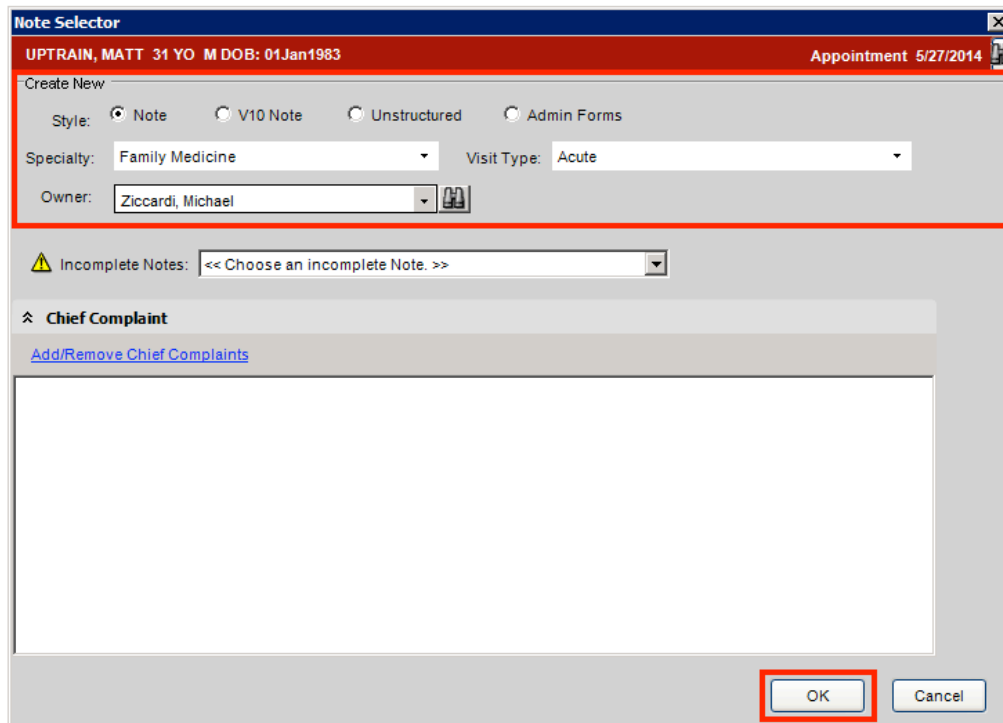 Note Selector
UPTRAIN, MATT 31 YO M DOB: 01Jan1983 Appointment 5/27/2014
Create New
Style: Note V10 Note Unstructured Admin Forms
Specialty: Family Medicine Visit Type: Acute
Owner: Ziccardi, Michael
Incomplete Notes: << Choose an incomplete Note. >>
Chief Complaint
Add/Remove Chief Complaints
OK Cancel